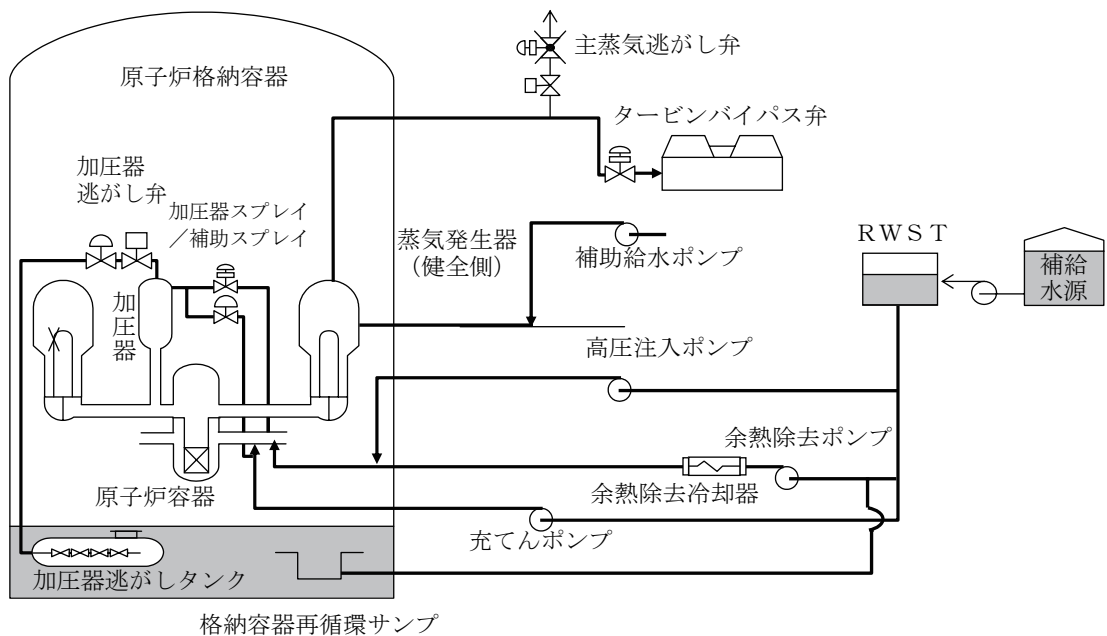 主蒸気逃がし弁
原子炉格納容器
タービンバイパス弁
加圧器
逃がし弁
加圧器スプレイ
/補助スプレイ
蒸気発生器
(健全側)
補助給水ポンプ
RWST
補給
水源
加圧器
高圧注入ポンプ
余熱除去ポンプ
原子炉容器
余熱除去冷却器
充てんポンプ
加圧器逃がしタンク
格納容器再循環サンプ